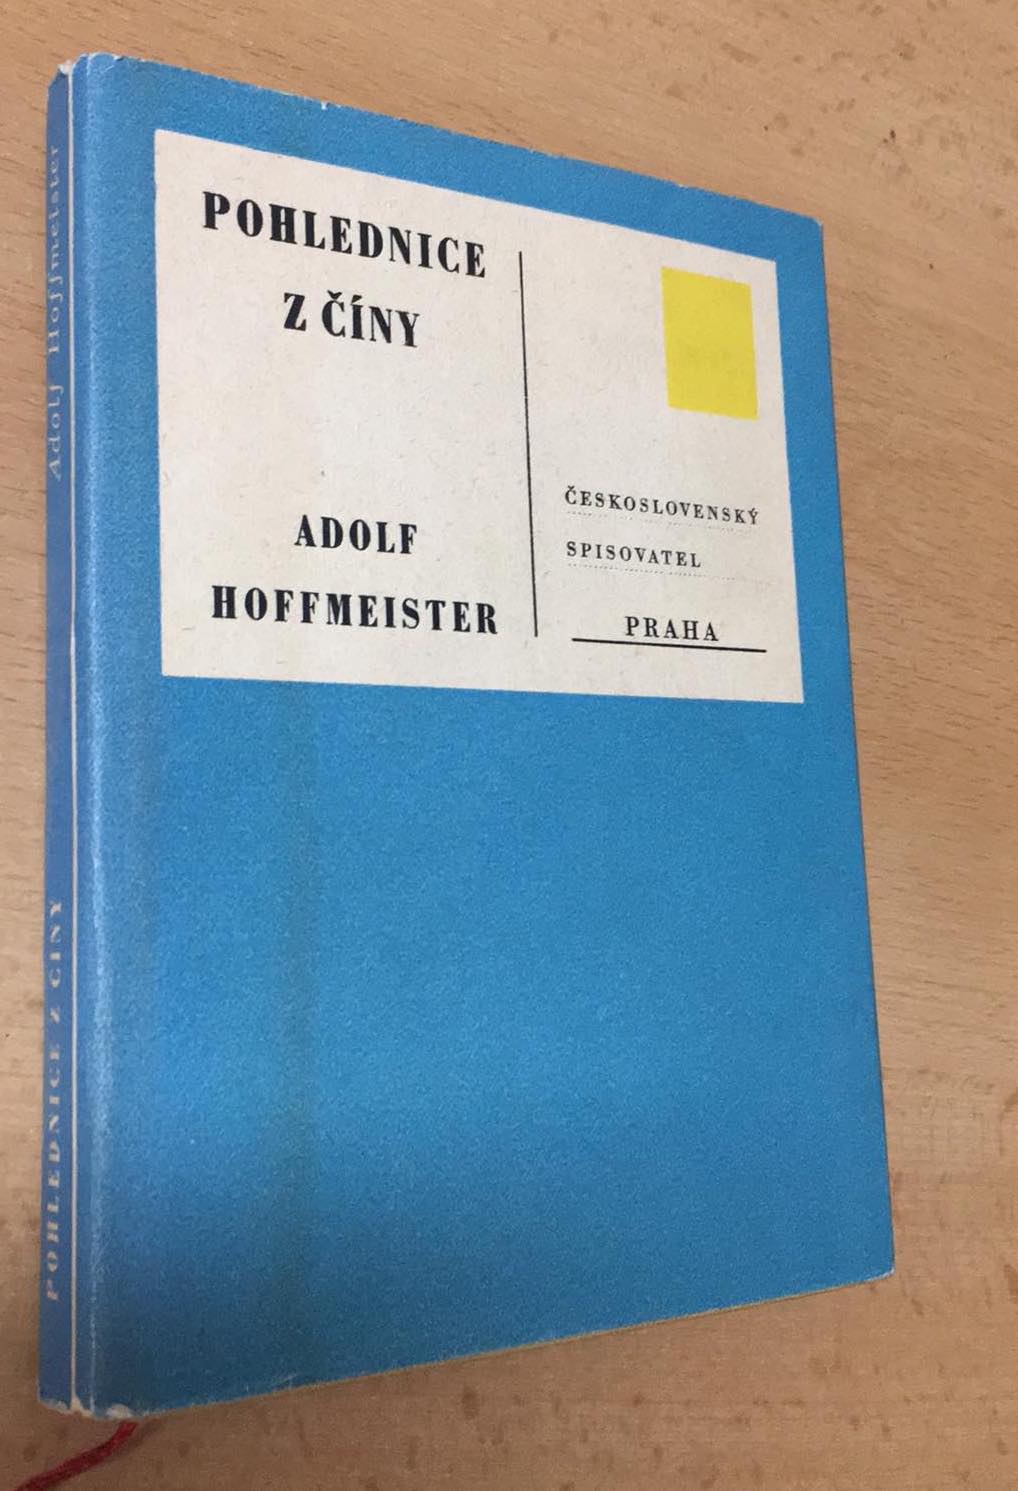 POHLEDNICE
Z ČÍNY
ADOLF
HOFFMEISTER
ČESKOSLOVENSKÝ
SPISOVATEL
PRAHA
Adolf Hoffmeister
POHLEDNICE Z ČÍNY